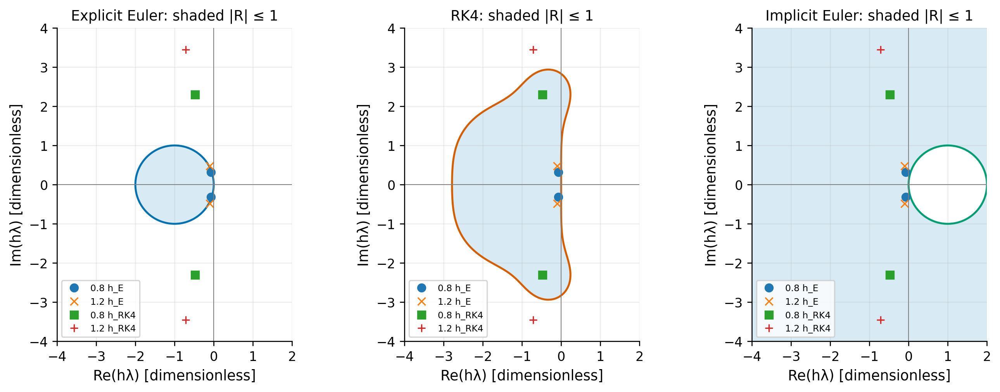 Explicit Euler: shaded |R| ≤ 1
4
3
2
1
0
−1
−2
−3
−4
−4 −3 −2 −1 0 1 2
Im(hλ) [dimensionless]
Re(hλ) [dimensionless]
0.8 h_E
1.2 h_E
0.8 h_RK4
1.2 h_RK4
RK4: shaded |R| ≤ 1
4
3
2
1
0
−1
−2
−3
−4
−4 −3 −2 −1 0 1 2
Im(hλ) [dimensionless]
Re(hλ) [dimensionless]
0.8 h_E
1.2 h_E
0.8 h_RK4
1.2 h_RK4
Implicit Euler: shaded |R| ≤ 1
4
3
2
1
0
−1
−2
−3
−4
−4 −3 −2 −1 0 1 2
Im(hλ) [dimensionless]
Re(hλ) [dimensionless]
0.8 h_E
1.2 h_E
0.8 h_RK4
1.2 h_RK4